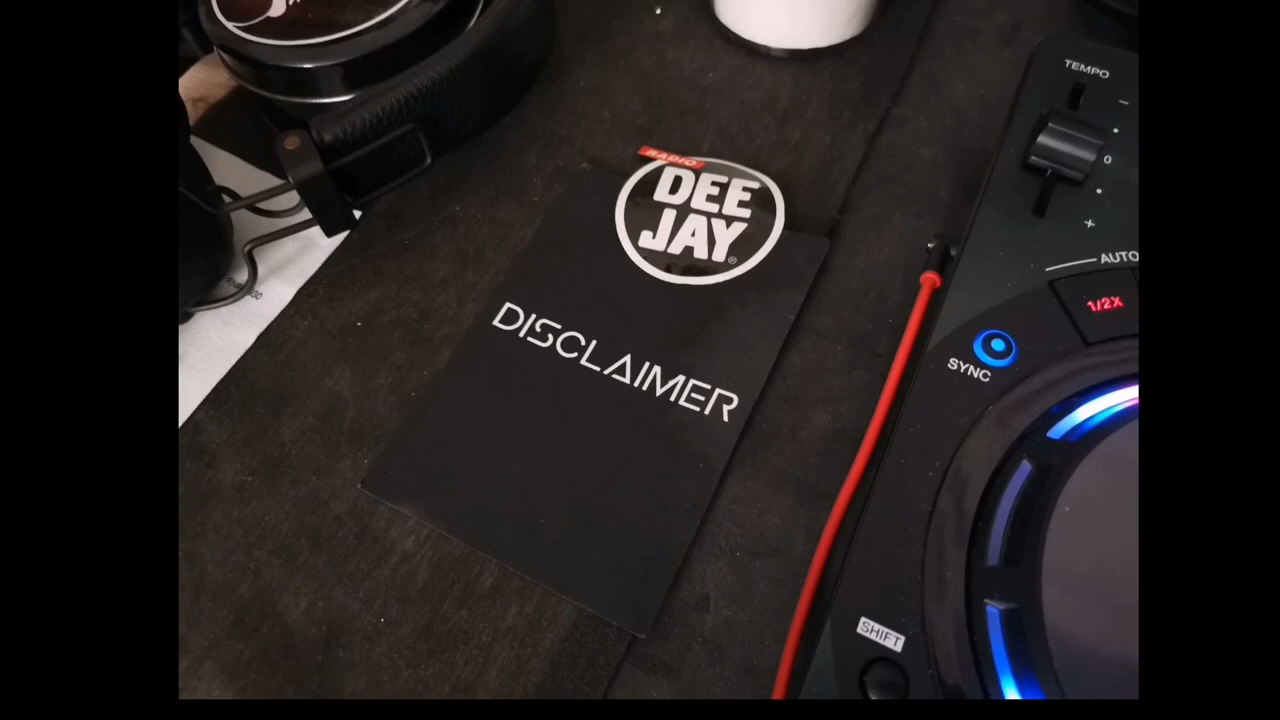 TEMPO
0
RADIO
DEE
JAY
®
AUTO
1/2X
DISCLAIMER
SYNC
SHIFT